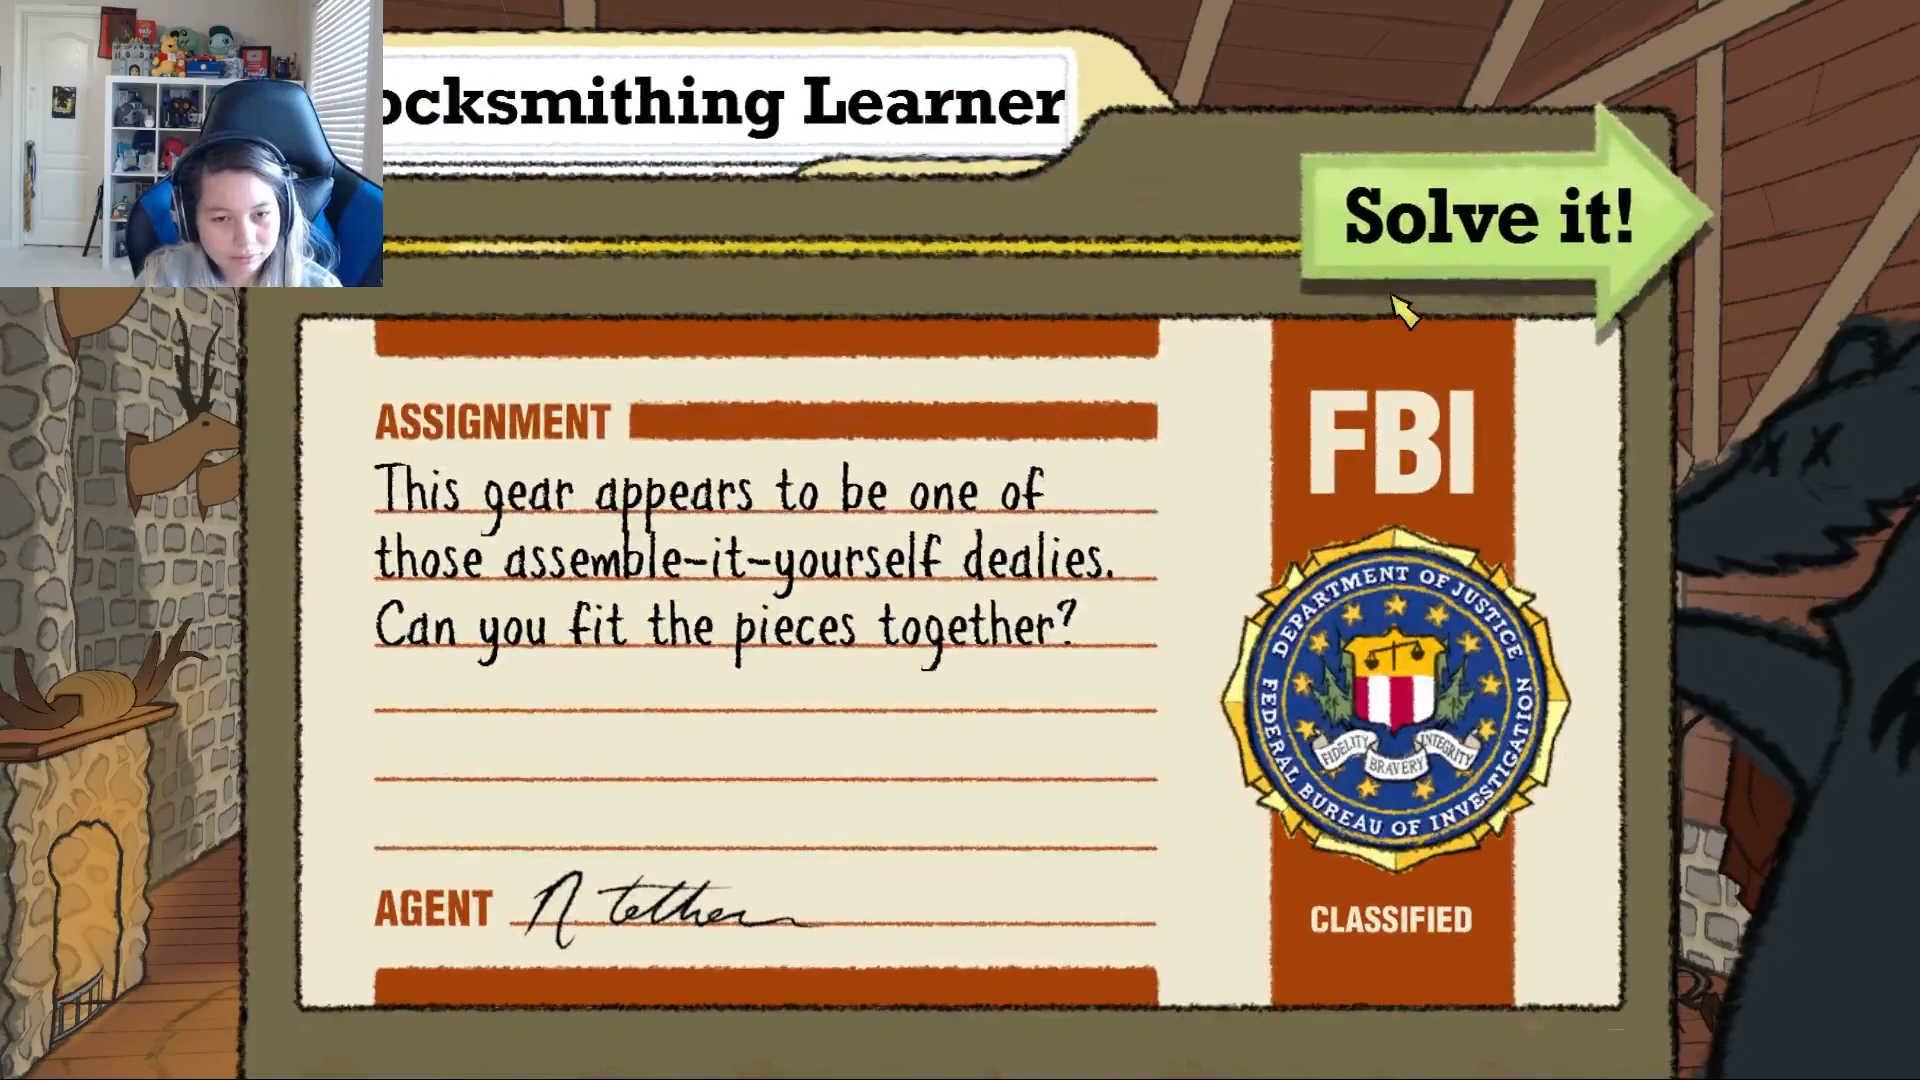 ocksmithing Learner
Solve it!
ASSIGNMENT
This gear appears to be one of
those assemble-it-yourself dealies.
Can you fit the pieces together?
AGENT N tethers
FBI
DEPARTMENT OF JUSTICE
FEDERAL BUREAU OF INVESTIGATION
FIDELITY
BRAVERY
INTEGRITY
CLASSIFIED